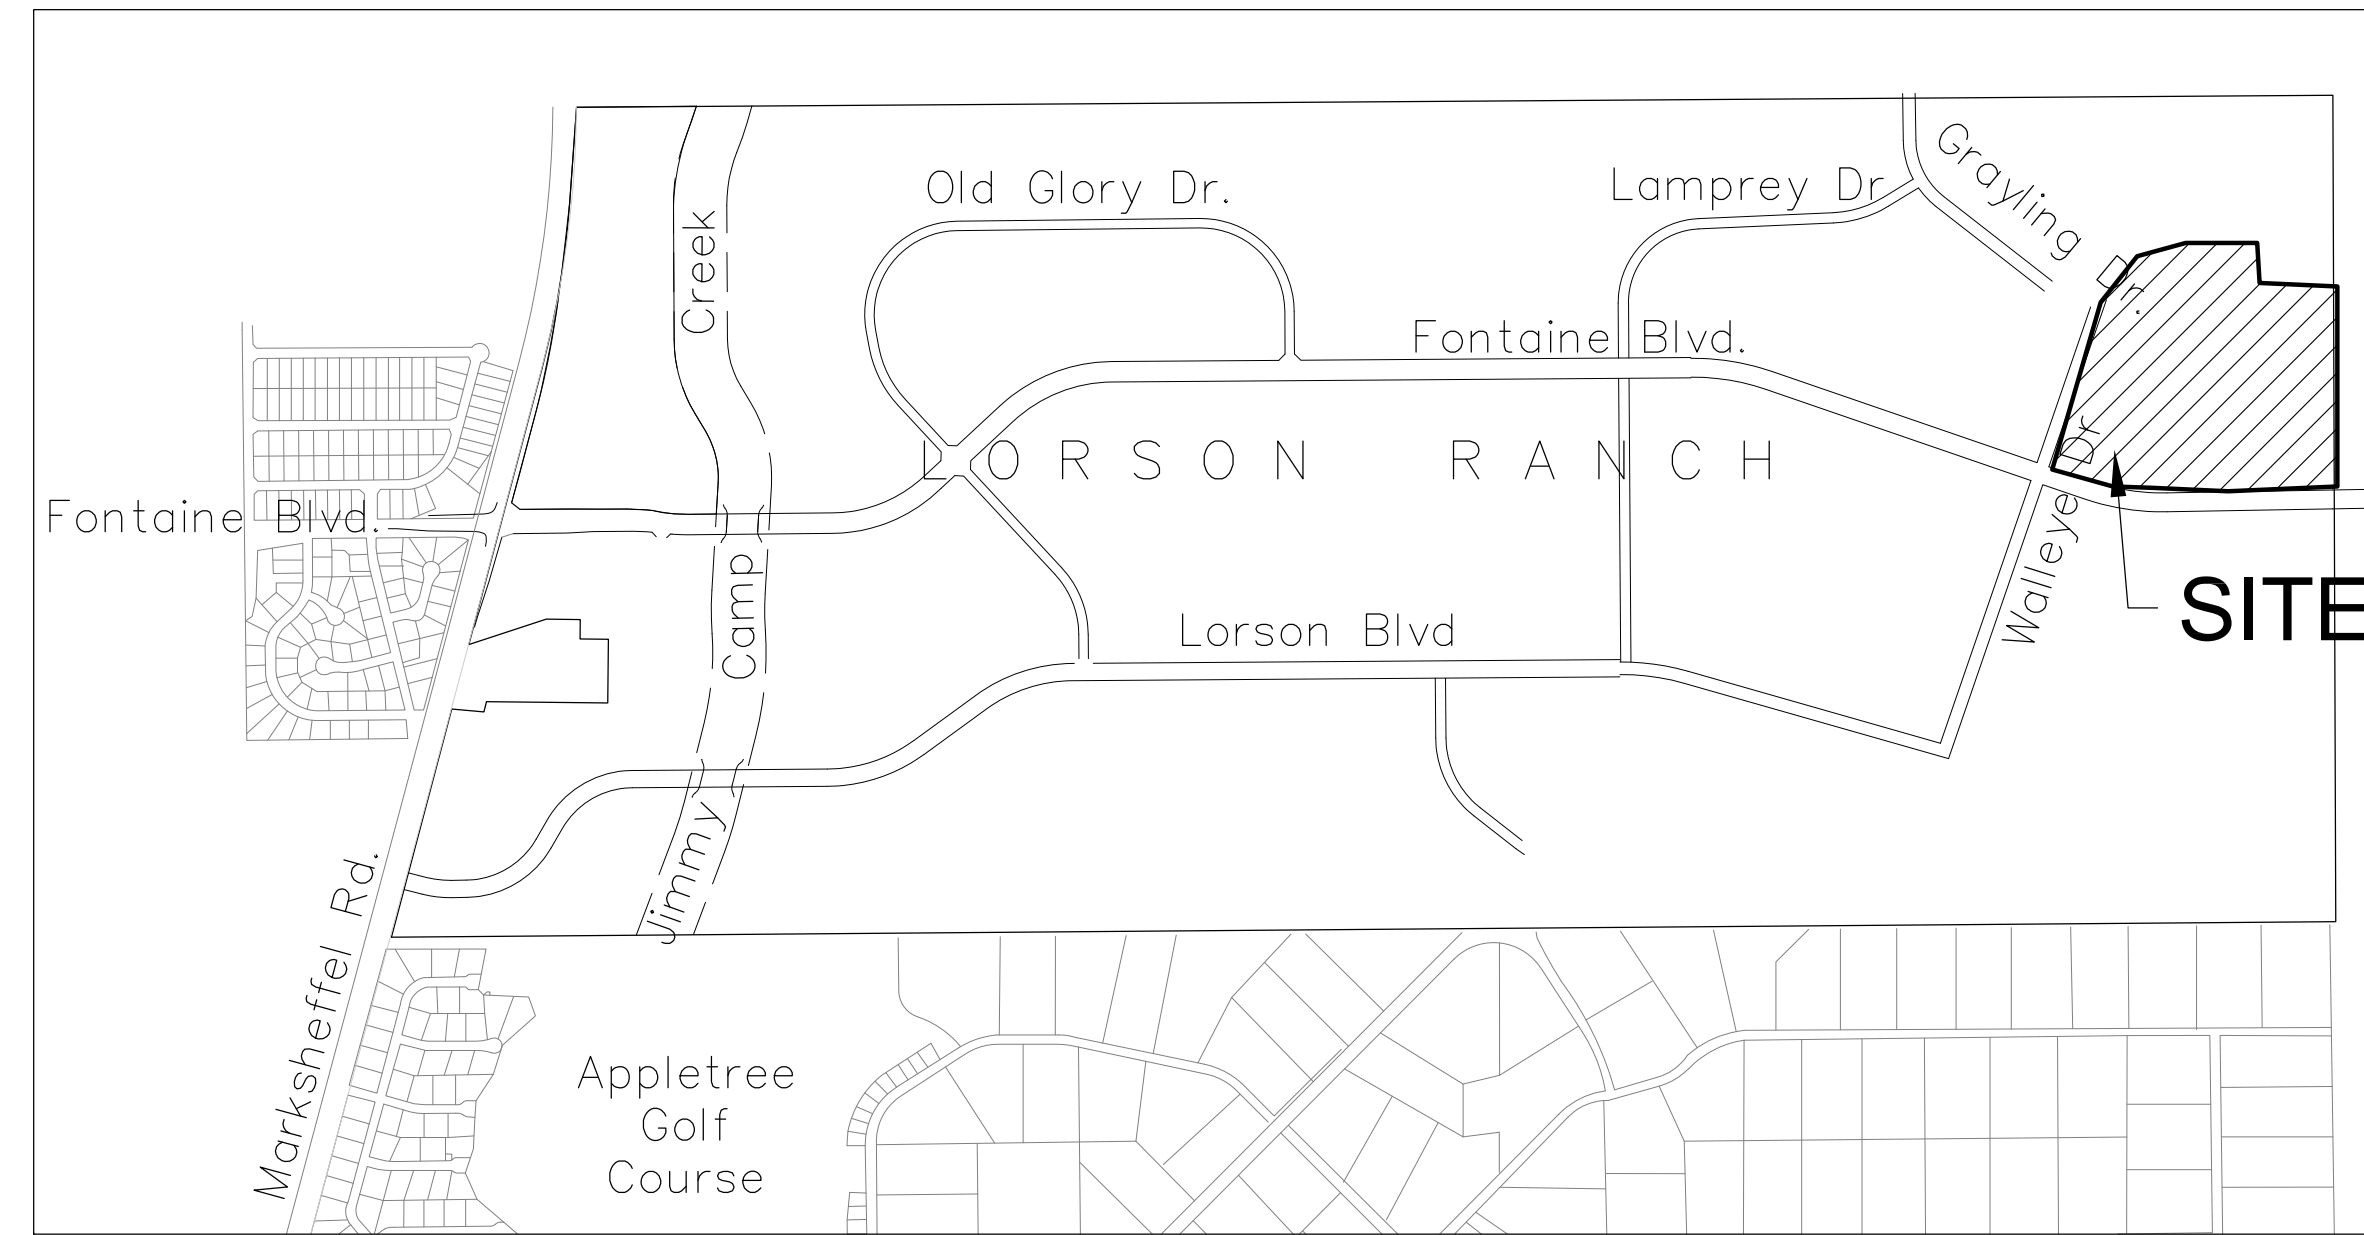 Old Glory Dr.
Lamprey Dr
Grayling Dr.
Fontaine Blvd.
LORSON RANCH
Fontaine Blvd.
Walleye Dr
SITE
Lorson Blvd
Jimmy Camp Creek
Marksheffel Rd.
Appletree
Golf
Course